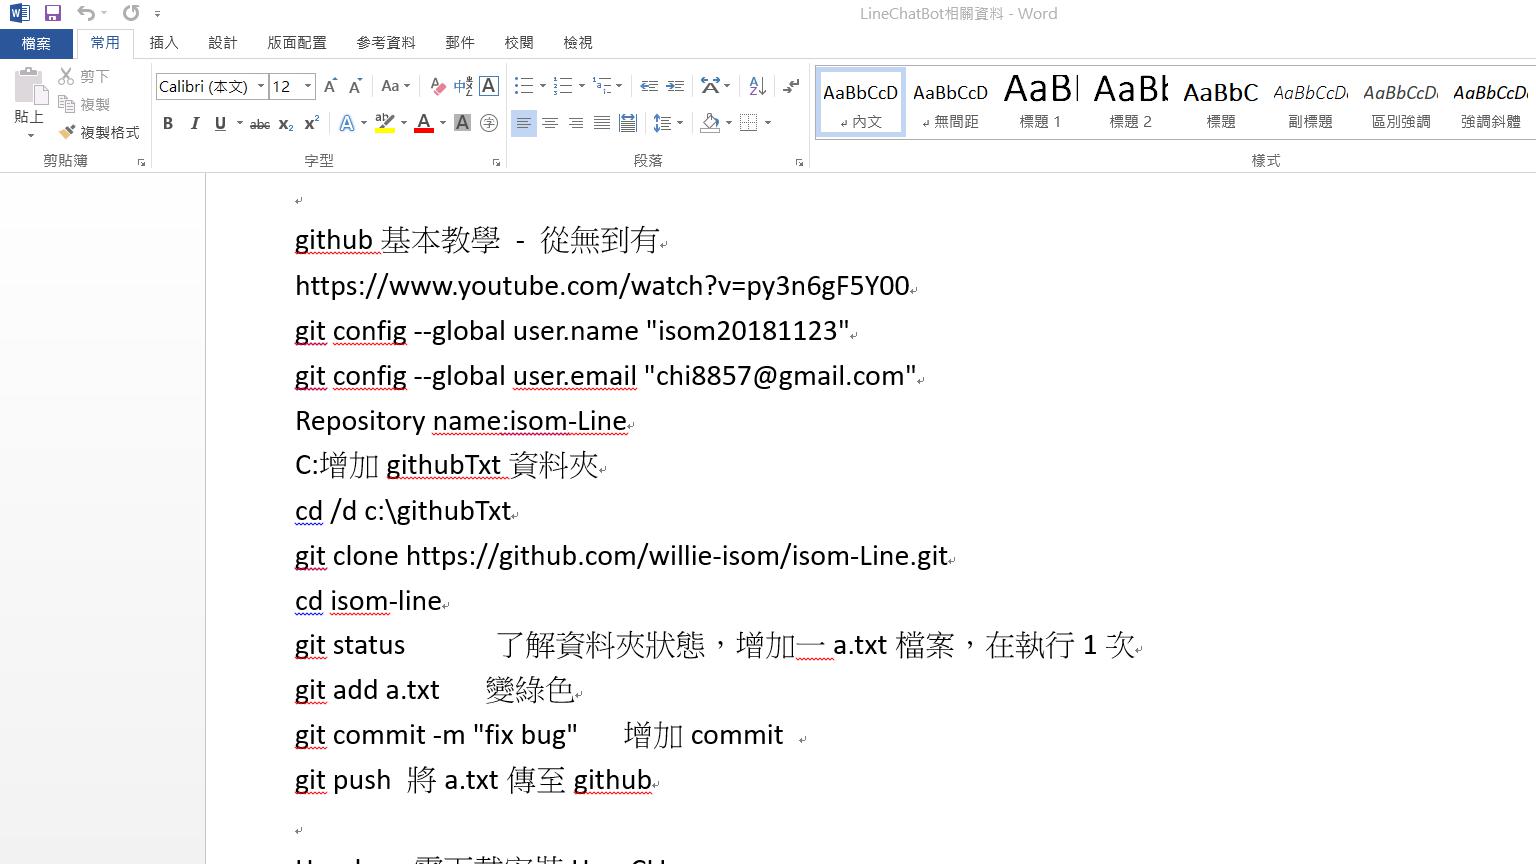 LineChatBot相關資料 - Word
檔案 常用 插入 設計 版面配置 參考資料 郵件 校閱 檢視
剪下
複製
複製格式
貼上
剪貼簿
Calibri (本文) 12
字型
段落
AaBbCcD AaBbCcD AaB AaBb AaBbC AaBbCcD AaBbCcD AaBbCcD
內文 無間距 標題 1 標題 2 標題 副標題 區別強調 強調斜體
樣式
github 基本教學 - 從無到有
https://www.youtube.com/watch?v=py3n6gF5Y00
git config --global user.name "isom20181123"
git config --global user.email "chi8857@gmail.com"
Repository name:isom-Line
C:增加 githubTxt 資料夾
cd /d c:\githubTxt
git clone https://github.com/willie-isom/isom-Line.git
cd isom-line
git status 了解資料夾狀態，增加一 a.txt 檔案，在執行 1 次
git add a.txt 變綠色
git commit -m "fix bug" 增加 commit
git push 將 a.txt 傳至 github